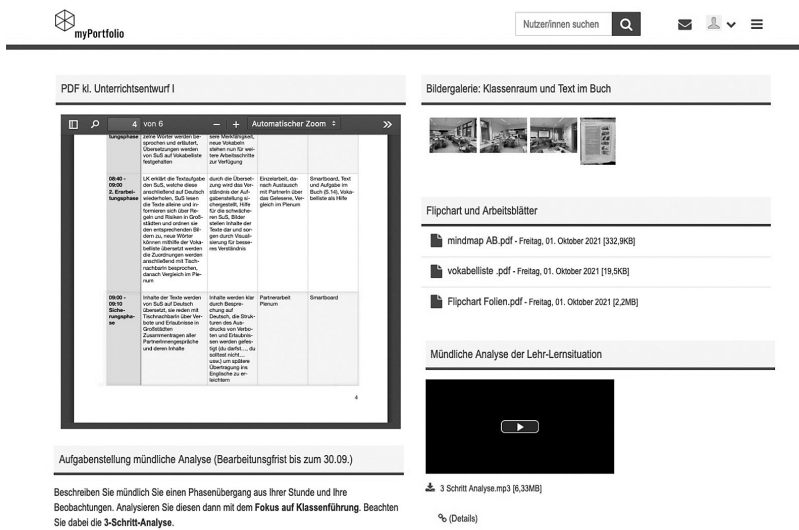 myPortfolio
Nutzer/innen suchen
PDF kl. Unterrichtsentwurf I
4 von 6
Automatischer Zoom
tungsphase
zelne Wörter werden be-
sprochen und erläutert,
Übersetzungen werden
von SuS auf Vokabelliste
festgehalten
sere Merkfähigkeit,
neue Vokabeln
stehen nun für wei-
tere Arbeitsschritte
zur Verfügung
08:40 -
09:00
2. Erarbei-
tungsphase
LK erklärt die Textaufgabe
den SuS, welche diese
anschließend auf Deutsch
wiederholen, SuS lesen
die Texte alleine und in-
formieren sich über Re-
geln und Risiken in Groß-
städten und ordnen sie
den entsprechenden Bil-
dern zu, neue Wörter
können mithilfe der Voka-
belliste übersetzt werden
die Zuordnungen werden
anschließend mit Tisch-
nachbarIn besprochen,
danach Vergleich im Ple-
num
durch die Überset-
zung wird das Ver-
ständnis der Auf-
gabenstellung si-
chergestellt, Hilfe
für die schwäche-
ren SuS, Bilder
stellen Inhalte der
Texte dar und sor-
gen durch Visuali-
sierung für besse-
res Verständnis
Einzelarbeit, da-
nach Austausch
mit PartnerIn über
das Gelesene, Ver-
gleich im Plenum
Smartboard, Text
und Aufgabe im
Buch (S.14), Voka-
belliste als Hilfe
09:00 -
09:10
Siche-
rungspha-
se
Inhalte der Texte werden
von SuS auf Deutsch
übersetzt, sie reden mit
TischnachbarIn über Ver-
bote und Erlaubnisse in
Großstädten
Zusammentragen aller
PartnerInnengespräche
und deren Inhalte
Inhalte werden klar
durch Bespre-
chung auf
Deutsch, die Struk-
turen des Aus-
drucks von Verbo-
ten und Erlaubnis-
sen werden gefes-
tigt (du darfst..., du
solltest nicht...
usw.) um spätere
Übertragung ins
Englische zu er-
leichtern
Partnerarbeit
Plenum
Smartboard
4
Aufgabenstellung mündliche Analyse (Bearbeitungsfrist bis zum 30.09.)
Beschreiben Sie mündlich Sie einen Phasenübergang aus Ihrer Stunde und Ihre
Beobachtungen. Analysieren Sie diesen dann mit dem Fokus auf Klassenführung. Beachten
Sie dabei die 3-Schritt-Analyse.
Bildergalerie: Klassenraum und Text im Buch
Flipchart und Arbeitsblätter
mindmap AB.pdf - Freitag, 01. Oktober 2021 [332,9KB]
vokabelliste .pdf - Freitag, 01. Oktober 2021 [19,5KB]
Flipchart Folien.pdf - Freitag, 01. Oktober 2021 [2,2MB]
Mündliche Analyse der Lehr-Lernsituation
3 Schritt Analyse.mp3 [6,33MB]
(Details)